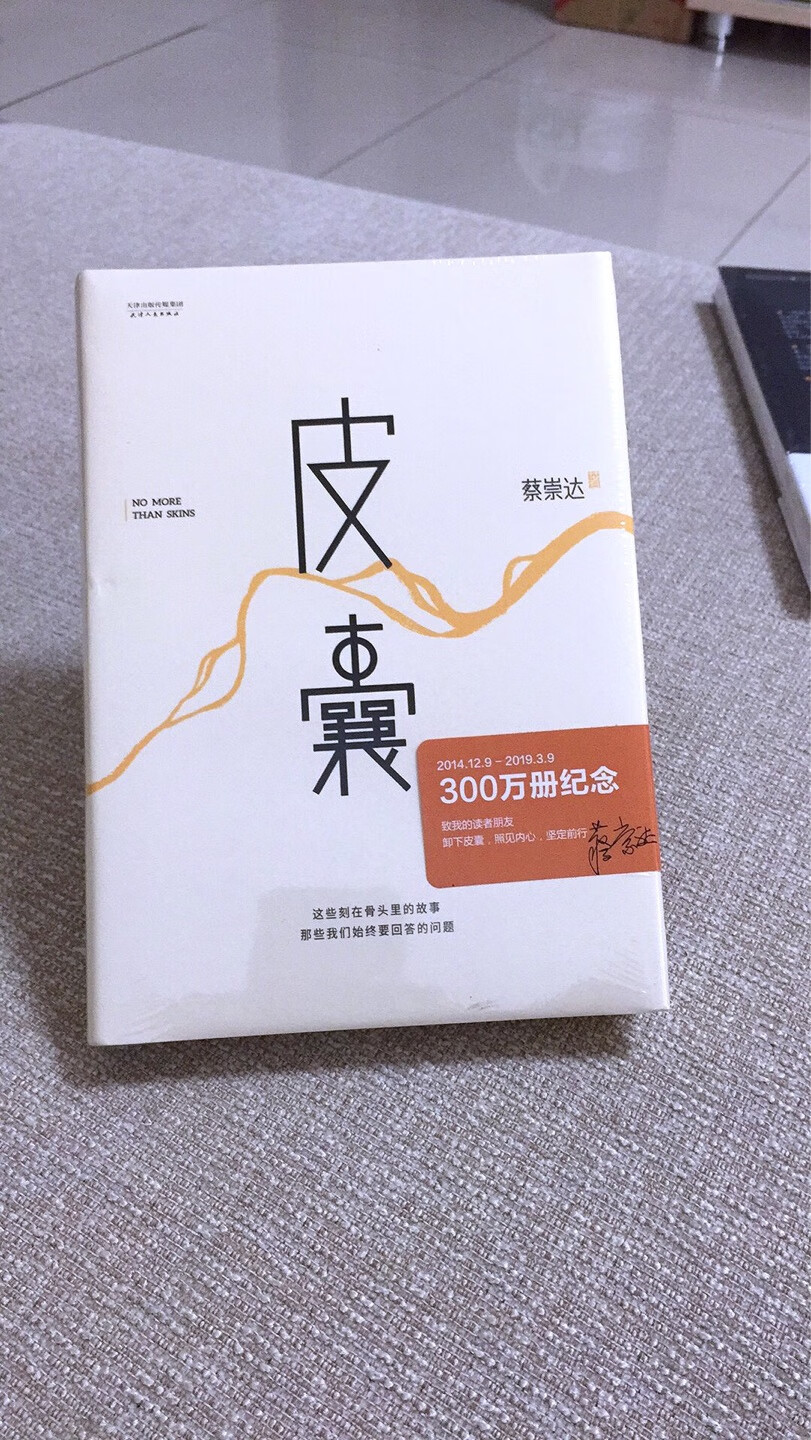 天津出版传媒集团
天津人民出版社
皮囊
NO MORE
THAN SKINS
蔡崇达
2014.12.9-2019.3.9
300万册纪念
致我的读者朋友
卸下皮囊，照见内心，坚定前行
蔡崇达
这些刻在骨头里的故事
那些我们始终要回答的问题